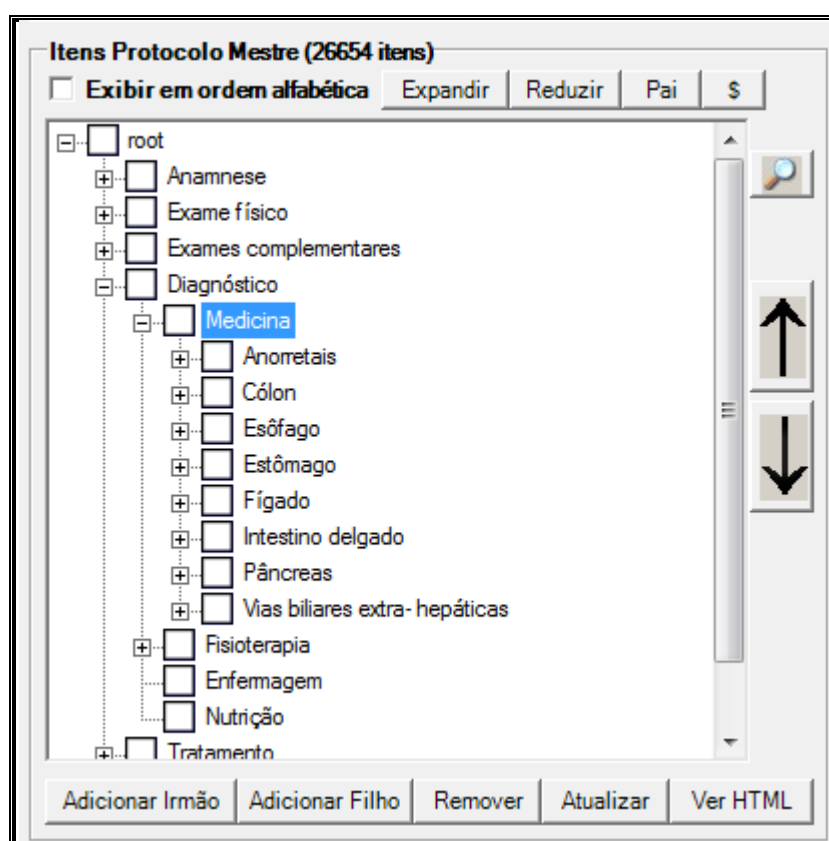 Itens Protocolo Mestre (26654 itens)
Exibir em ordem alfabética Expandir Reduzir Pai $
root
Anamnese
Exame físico
Exames complementares
Diagnóstico
Medicina
Anorretais
Cólon
Esôfago
Estômago
Fígado
Intestino delgado
Pâncreas
Vias biliares extra- hepáticas
Fisioterapia
Enfermagem
Nutrição
Tratamento
Adicionar Irmão Adicionar Filho Remover Atualizar Ver HTML